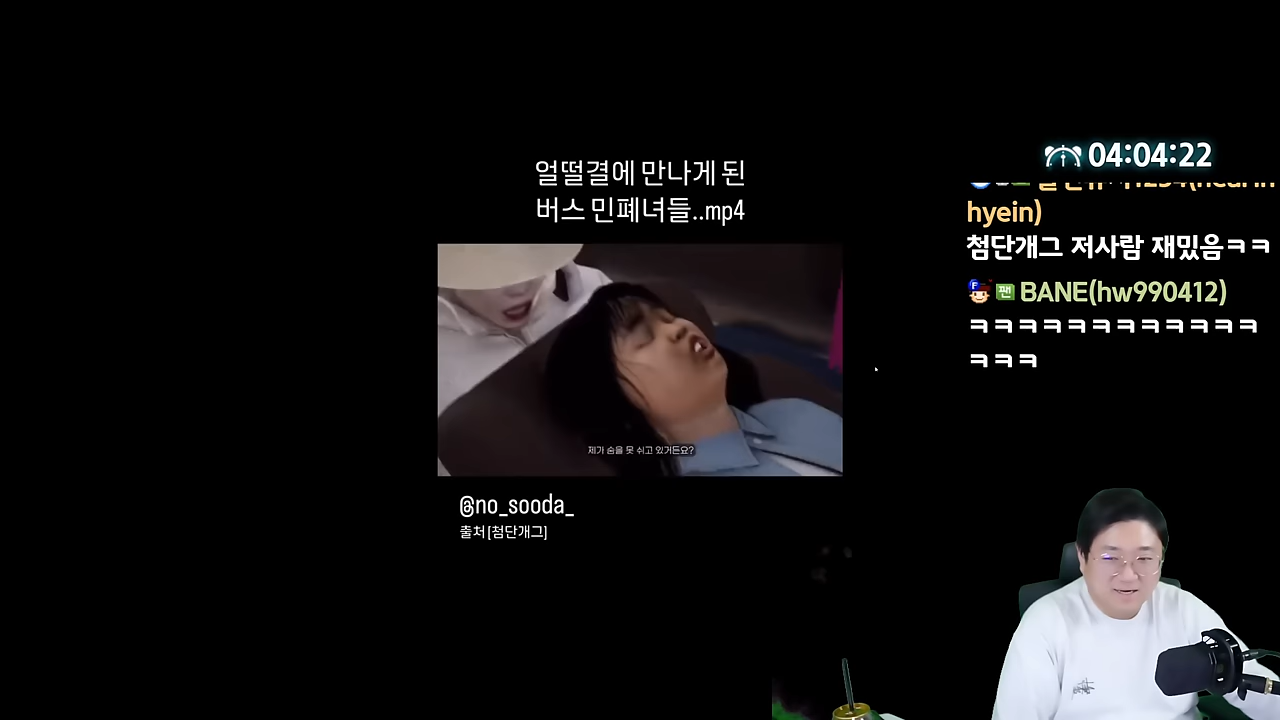 얼떨결에 만나게 된
버스 민폐녀들..mp4
제가 숨을 못 쉬고 있거든요?
@no_sooda_
출처[첨단개그]
04:04:22
hyein)
첨단개그 저사람 재밌음ㅋㅋ
F 팬 BANE(hw990412)
ㅋㅋㅋㅋㅋㅋㅋㅋㅋㅋㅋㅋ
ㅋㅋㅋ